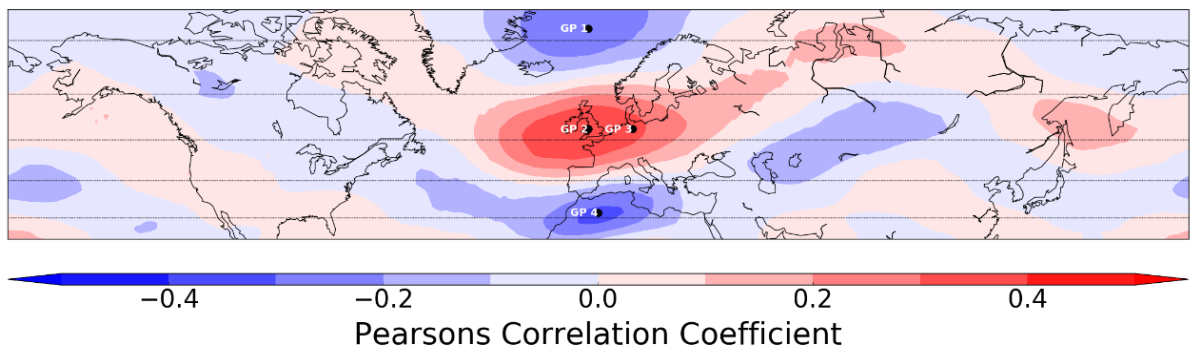 GP 1
GP 2 GP 3
GP 4
−0.4 −0.2 0.0 0.2 0.4
Pearsons Correlation Coefficient